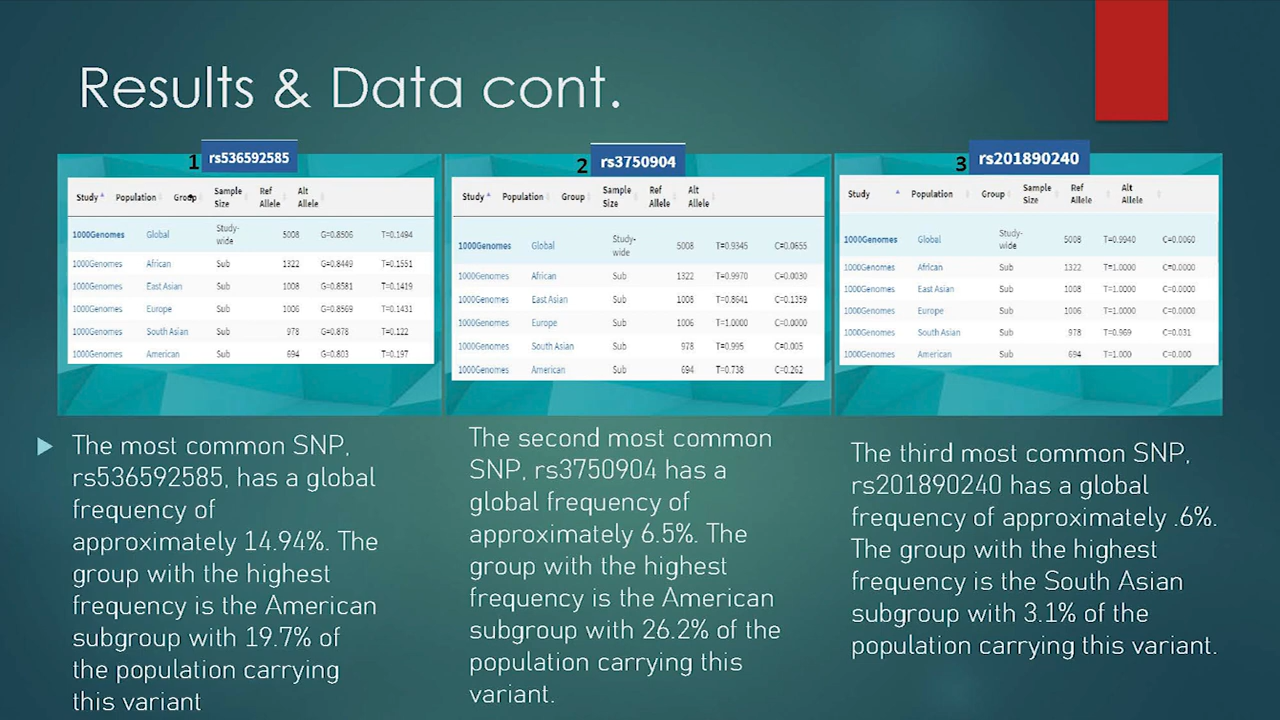 Results & Data cont.
1 rs536592585
Study Population Group Sample Size Ref Allele Alt Allele
1000Genomes Global Study-wide 5008 G=0.8506 T=0.1494
1000Genomes African Sub 1322 G=0.8449 T=0.1551
1000Genomes East Asian Sub 1008 G=0.8581 T=0.1419
1000Genomes Europe Sub 1006 G=0.8569 T=0.1431
1000Genomes South Asian Sub 978 G=0.878 T=0.122
1000Genomes American Sub 694 G=0.803 T=0.197
2 rs3750904
Study Population Group Sample Size Ref Allele Alt Allele
1000Genomes Global Study-wide 5008 T=0.9345 C=0.0655
1000Genomes African Sub 1322 T=0.9970 C=0.0030
1000Genomes East Asian Sub 1008 T=0.8641 C=0.1359
1000Genomes Europe Sub 1006 T=1.0000 C=0.0000
1000Genomes South Asian Sub 978 T=0.995 C=0.005
1000Genomes American Sub 694 T=0.738 C=0.262
3 rs201890240
Study Population Group Sample Size Ref Allele Alt Allele
1000Genomes Global Study-wide 5008 T=0.9940 C=0.0060
1000Genomes African Sub 1322 T=1.0000 C=0.0000
1000Genomes East Asian Sub 1008 T=1.0000 C=0.0000
1000Genomes Europe Sub 1006 T=1.0000 C=0.0000
1000Genomes South Asian Sub 978 T=0.969 C=0.031
1000Genomes American Sub 694 T=1.000 C=0.000
The most common SNP,
rs536592585, has a global
frequency of
approximately 14.94%. The
group with the highest
frequency is the American
subgroup with 19.7% of
the population carrying
this variant
The second most common
SNP, rs3750904 has a
global frequency of
approximately 6.5%. The
group with the highest
frequency is the American
subgroup with 26.2% of the
population carrying this
variant.
The third most common SNP,
rs201890240 has a global
frequency of approximately .6%.
The group with the highest
frequency is the South Asian
subgroup with 3.1% of the
population carrying this variant.